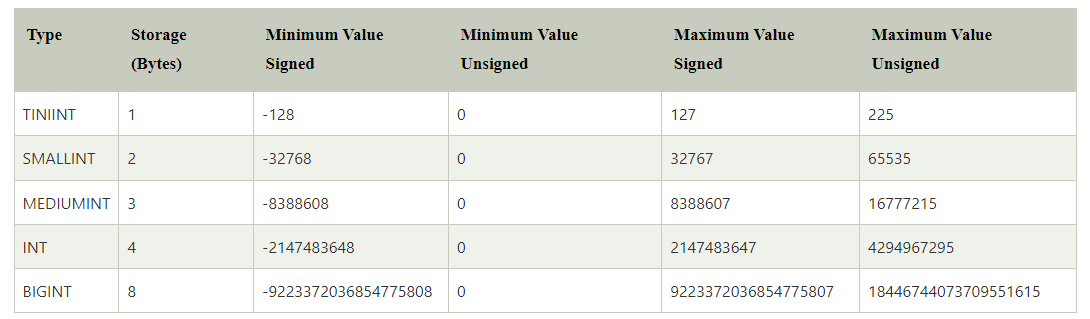 Type Storage (Bytes) Minimum Value Signed Minimum Value Unsigned Maximum Value Signed Maximum Value Unsigned
TINIINT 1 -128 0 127 225
SMALLINT 2 -32768 0 32767 65535
MEDIUMINT 3 -8388608 0 8388607 16777215
INT 4 -2147483648 0 2147483647 4294967295
BIGINT 8 -9223372036854775808 0 9223372036854775807 18446744073709551615